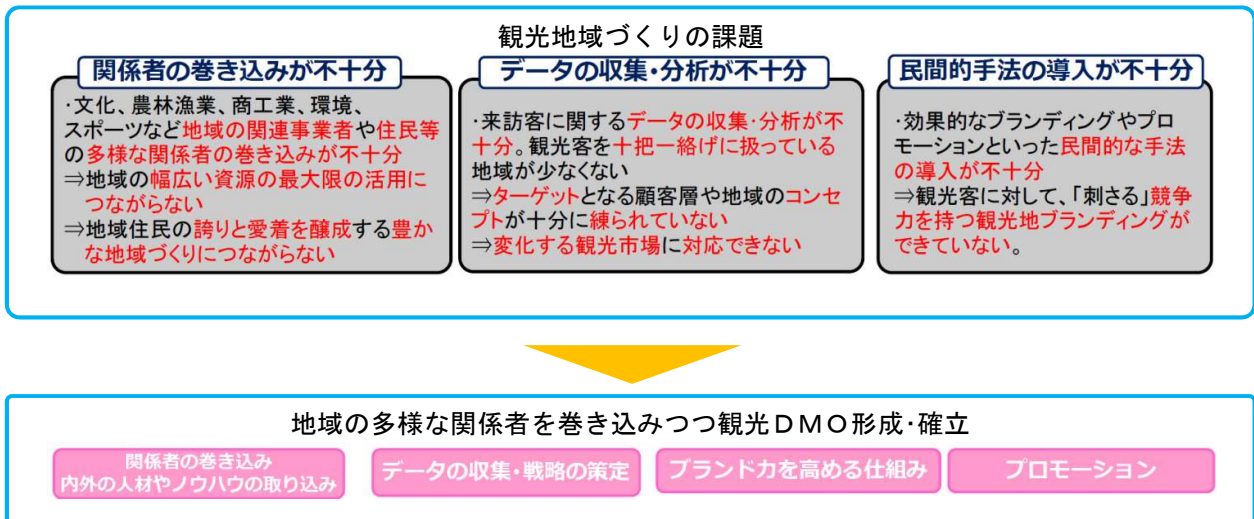 観光地域づくりの課題
関係者の巻き込みが不十分
・文化、農林漁業、商工業、環境、
スポーツなど地域の関連事業者や住民等
の多様な関係者の巻き込みが不十分
⇒地域の幅広い資源の最大限の活用に
つながらない
⇒地域住民の誇りと愛着を醸成する豊か
な地域づくりにつながらない
データの収集・分析が不十分
・来訪客に関するデータの収集・分析が不
十分。観光客を十把一絡げに扱っている
地域が少なくない
⇒ターゲットとなる顧客層や地域のコンセ
プトが十分に練られていない
⇒変化する観光市場に対応できない
民間的手法の導入が不十分
・効果的なブランディングやプロ
モーションといった民間的な手法
の導入が不十分
⇒観光客に対して、「刺さる」競争
力を持つ観光地ブランディングが
できていない。
地域の多様な関係者を巻き込みつつ観光ＤＭＯ形成・確立
関係者の巻き込み
内外の人材やノウハウの取り込み
データの収集・戦略の策定
ブランド力を高める仕組み
プロモーション